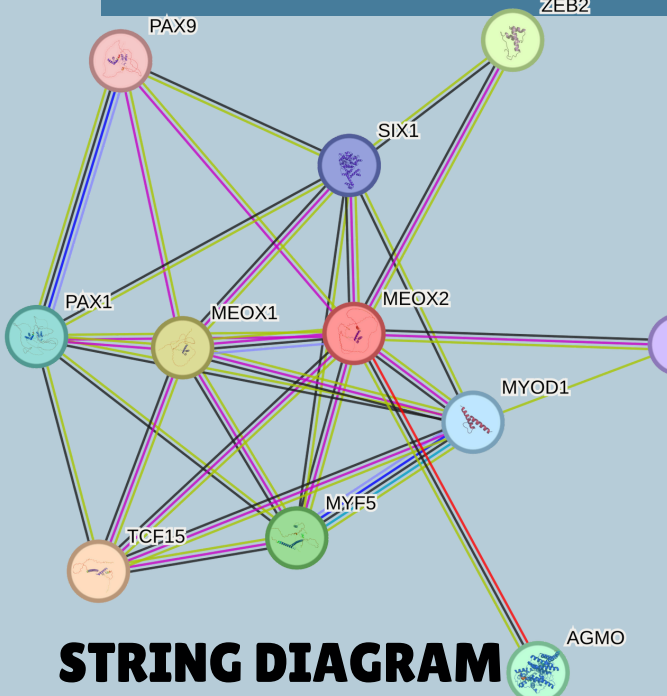 ZEB2
PAX9
SIX1
PAX1
MEOX1
MEOX2
MYOD1
MYF5
TCF15
AGMO
STRING DIAGRAM